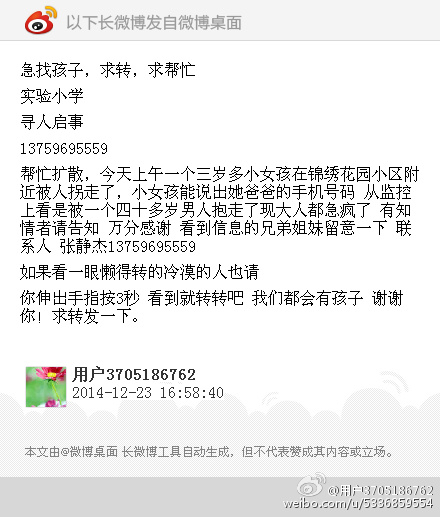 以下长微博发自微博桌面
急找孩子，求转，求帮忙
实验小学
寻人启事
13759695559
帮忙扩散，今天上午一个三岁多小女孩在锦绣花园小区附
近被人拐走了，小女孩能说出她爸爸的手机号码 从监控
上看是被一个四十多岁男人抱走了现大人都急疯了 有知
情者请告知 万分感谢 看到信息的兄弟姐妹留意一下 联
系人 张静杰13759695559
如果看一眼懒得转的冷漠的人也请
你伸出手指按3秒 看到就转转吧 我们都会有孩子 谢谢
你！求转发一下。
用户3705186762
2014-12-23 16:58:40
本文由@微博桌面 长微博工具自动生成，但不代表赞成其内容或立场。
@用户3705186762
weibo.com/u/5336859554